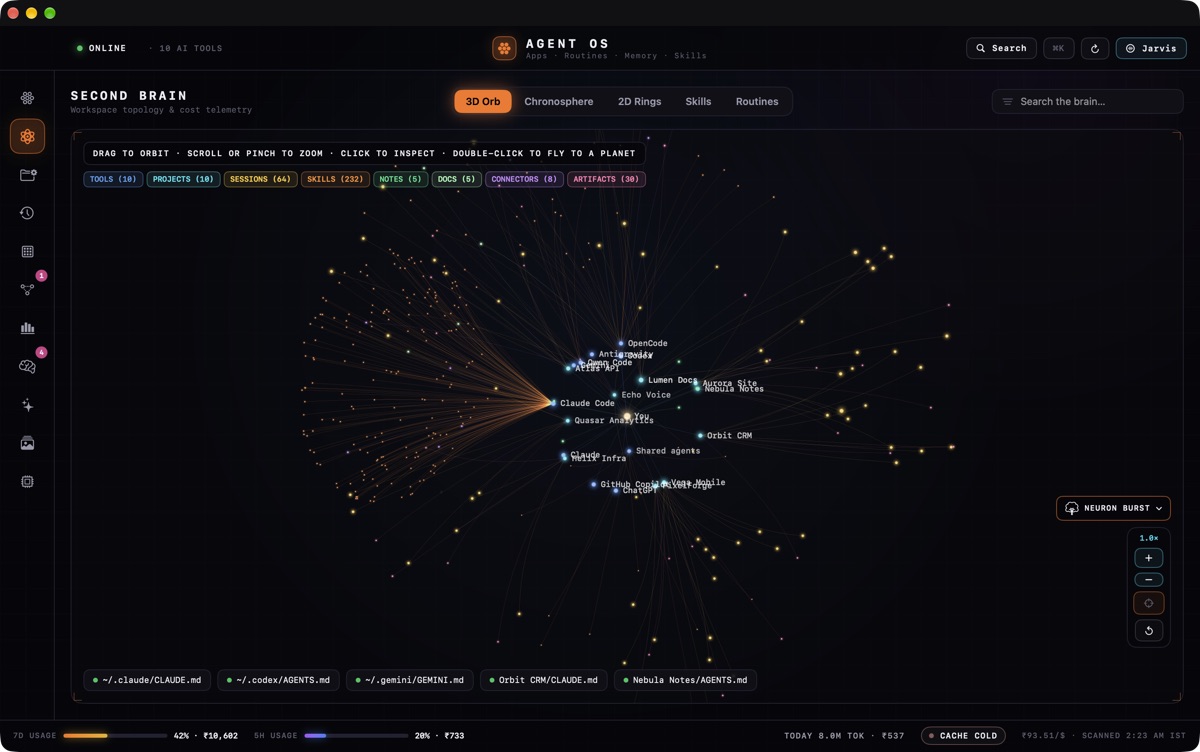 ONLINE · 10 AI TOOLS
AGENT OS
Apps · Routines · Memory · Skills
Search
⌘K
Jarvis
SECOND BRAIN
Workspace topology & cost telemetry
3D Orb
Chronosphere
2D Rings
Skills
Routines
Search the brain…
DRAG TO ORBIT · SCROLL OR PINCH TO ZOOM · CLICK TO INSPECT · DOUBLE-CLICK TO FLY TO A PLANET
TOOLS (10)
PROJECTS (10)
SESSIONS (64)
SKILLS (232)
NOTES (5)
DOCS (5)
CONNECTORS (8)
ARTIFACTS (30)
1
4
OpenCode
Antigravity
Codex
Qwen Code
Atlas API
Lumen Docs
Aurora Site
Nebula Notes
Echo Voice
Claude Code
You
Quasar Analytics
Orbit CRM
Shared agents
Claude
Helix Infra
GitHub Copilot
Vega Mobile
PixelForge
ChatGPT
NEURON BURST
1.0×
+
−
~/.claude/CLAUDE.md
~/.codex/AGENTS.md
~/.gemini/GEMINI.md
Orbit CRM/CLAUDE.md
Nebula Notes/AGENTS.md
7D USAGE 42% · ₹10,602
5H USAGE 20% · ₹733
TODAY 8.0M TOK · ₹537
CACHE COLD
₹93.51/$ · SCANNED 2:23 AM IST